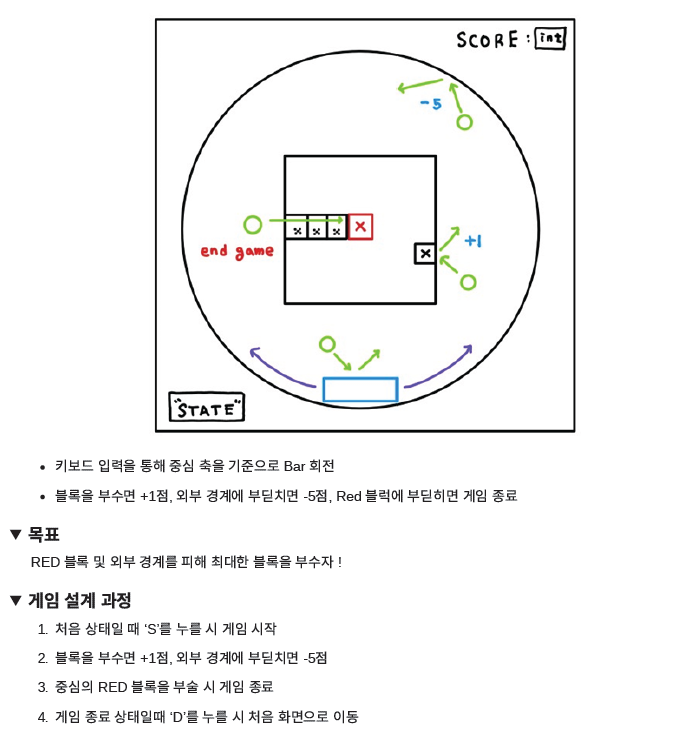 SCORE : int
-5
+1
end game
"STATE"
• 키보드 입력을 통해 중심 축을 기준으로 Bar 회전
• 블록을 부수면 +1점, 외부 경계에 부딛치면 -5점, Red 블럭에 부딛히면 게임 종료
▼ 목표
RED 블록 및 외부 경계를 피해 최대한 블록을 부수자 !
▼ 게임 설계 과정
1. 처음 상태일 때 ‘S’를 누를 시 게임 시작
2. 블록을 부수면 +1점, 외부 경계에 부딛치면 -5점
3. 중심의 RED 블록을 부술 시 게임 종료
4. 게임 종료 상태일때 ‘D’를 누를 시 처음 화면으로 이동